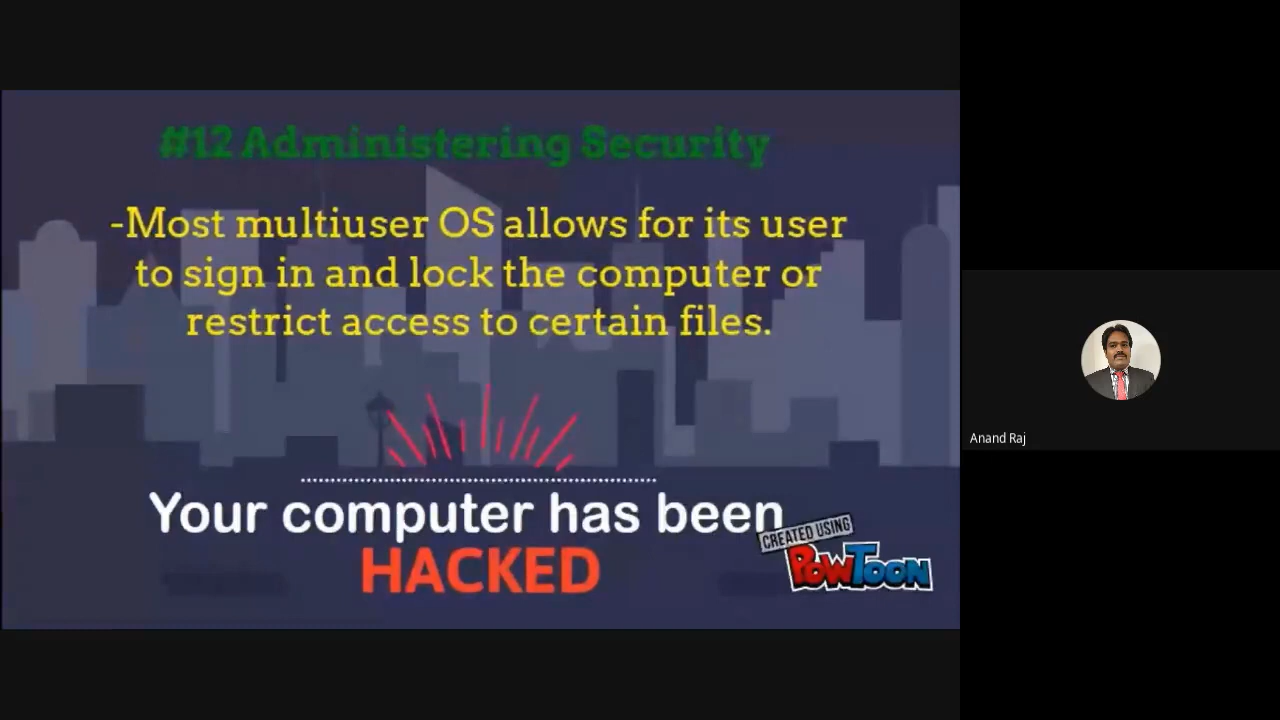 #12 Administering Security
-Most multiuser OS allows for its user
to sign in and lock the computer or
restrict access to certain files.
Your computer has been
HACKED
CREATED USING
POWTOON
Anand Raj